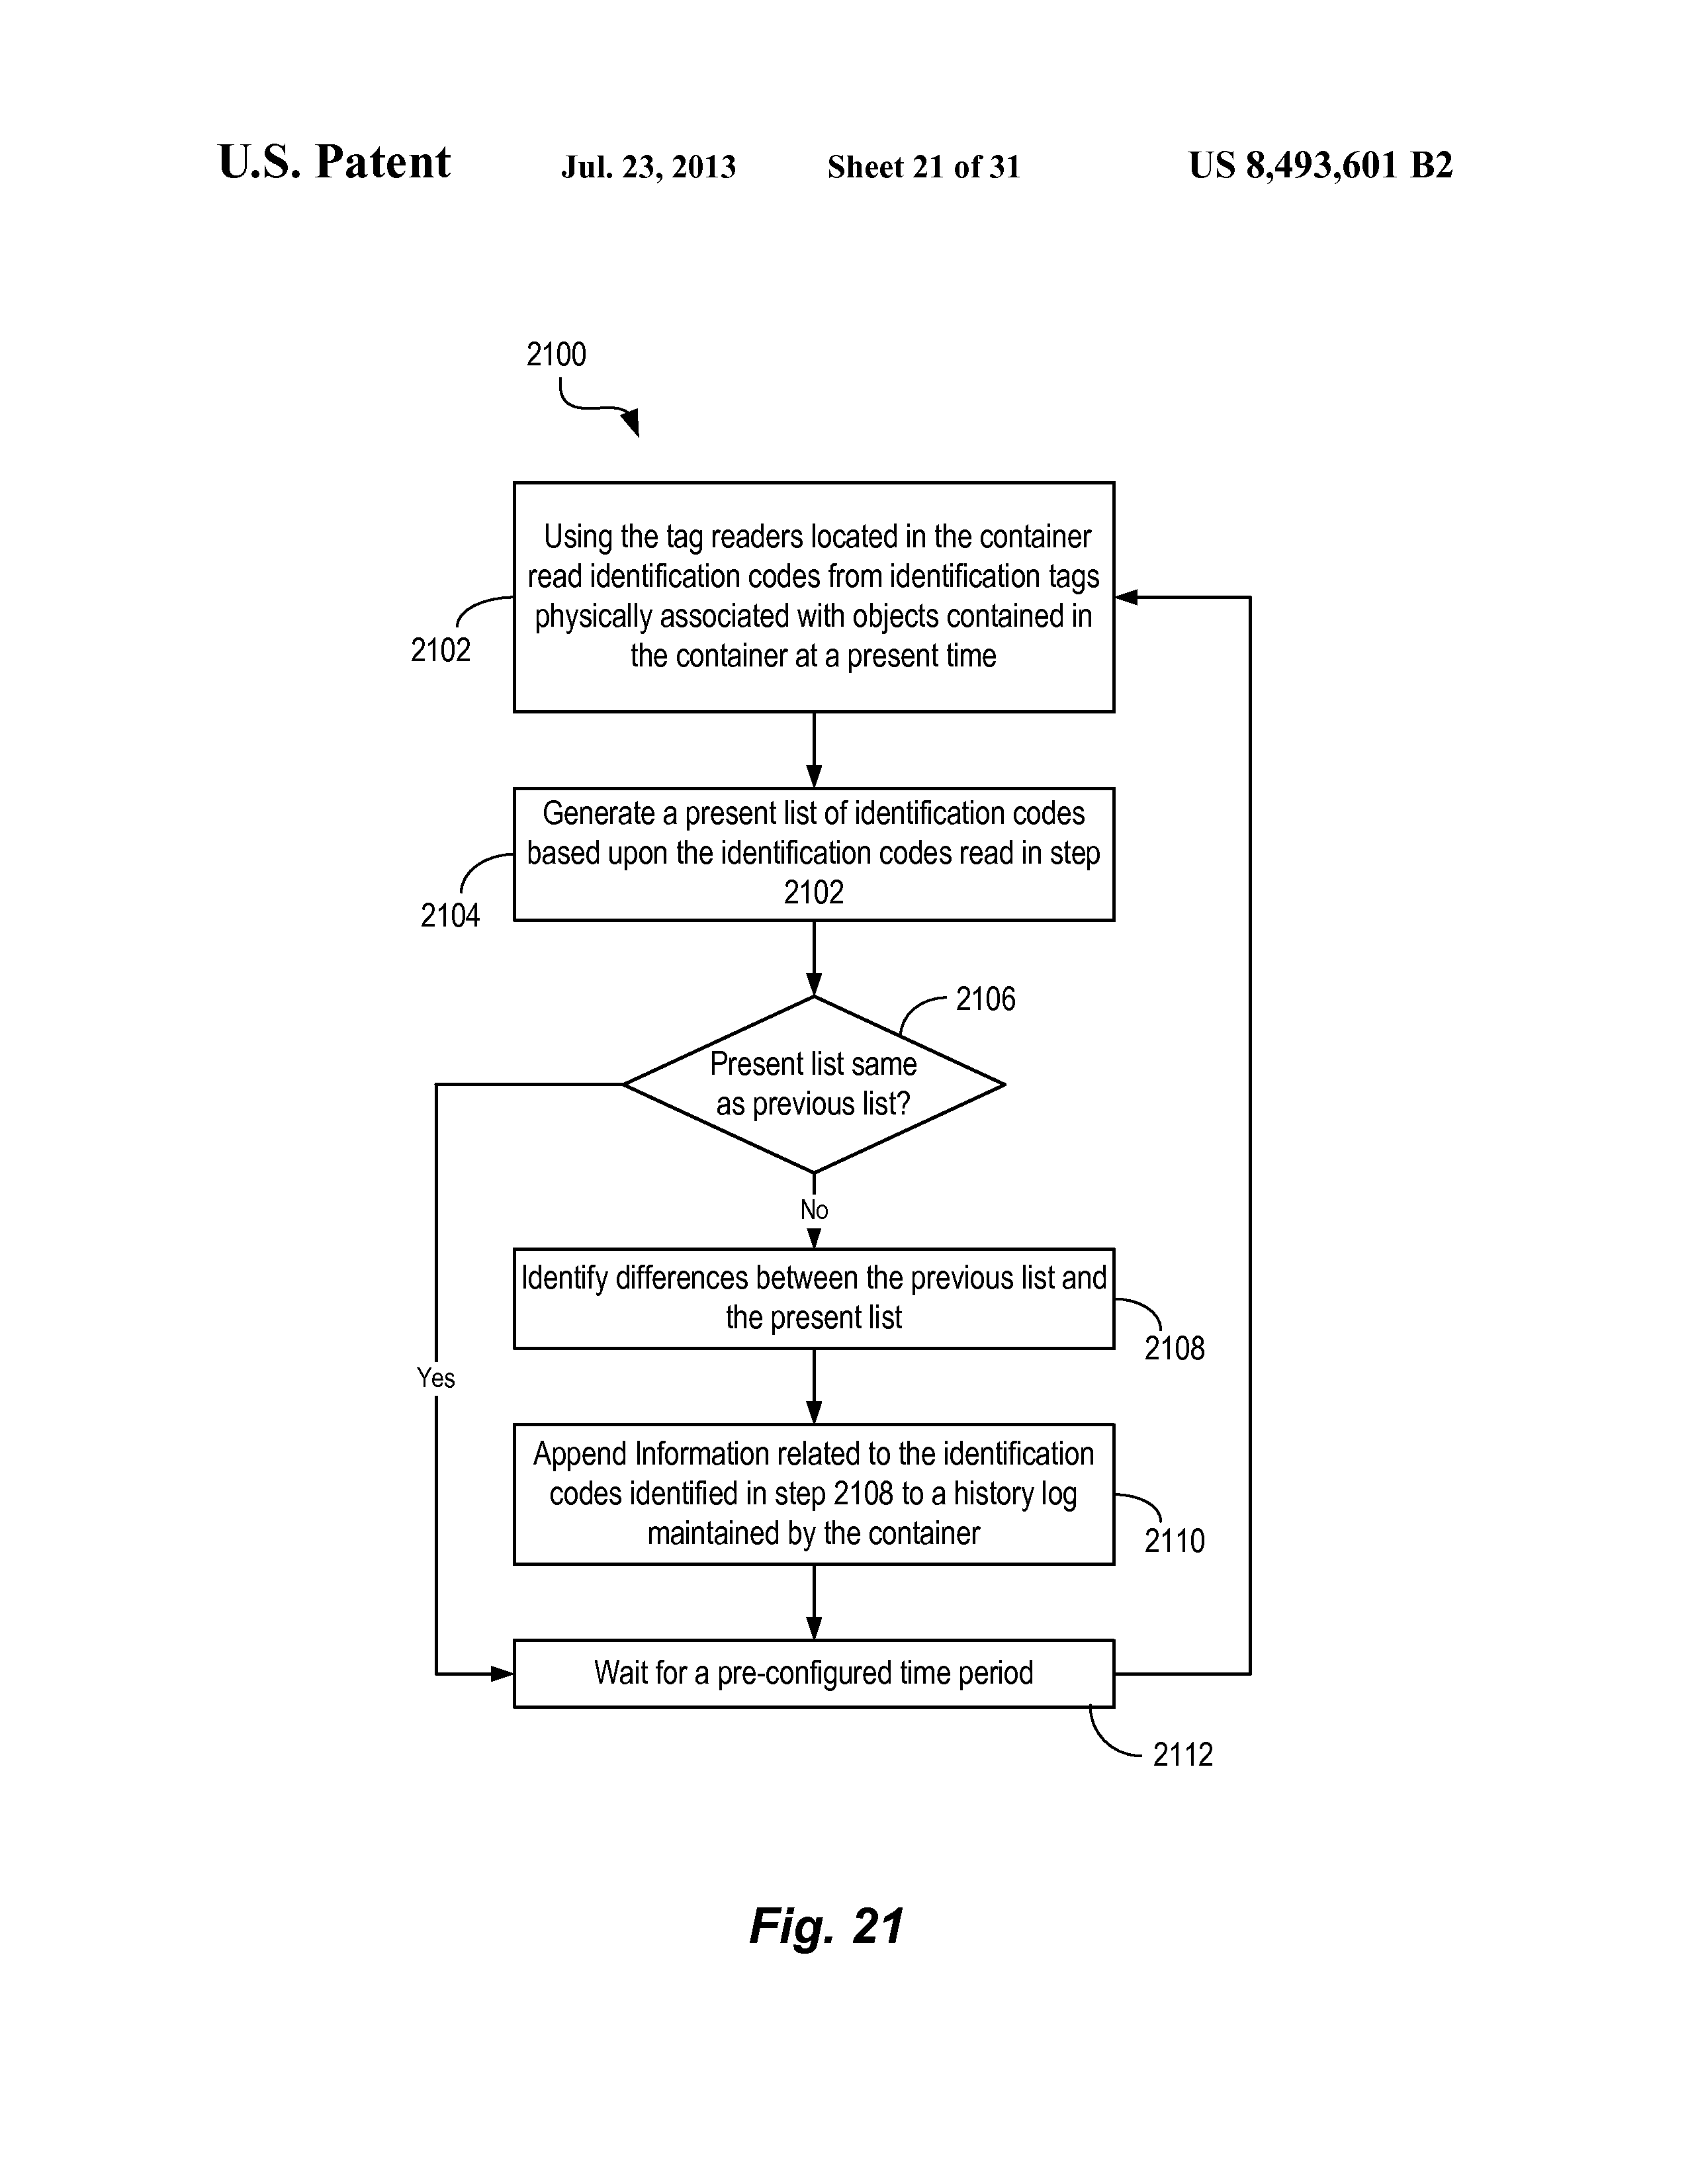 U.S. Patent Jul. 23, 2013 Sheet 21 of 31 US 8,493,601 B2
2100
Using the tag readers located in the container
read identification codes from identification tags
physically associated with objects contained in
the container at a present time
2102
Generate a present list of identification codes
based upon the identification codes read in step
2102
2104
2106
Present list same
as previous list?
No
Identify differences between the previous list and
the present list
2108
Yes
Append Information related to the identification
codes identified in step 2108 to a history log
maintained by the container
2110
Wait for a pre-configured time period
2112
Fig. 21